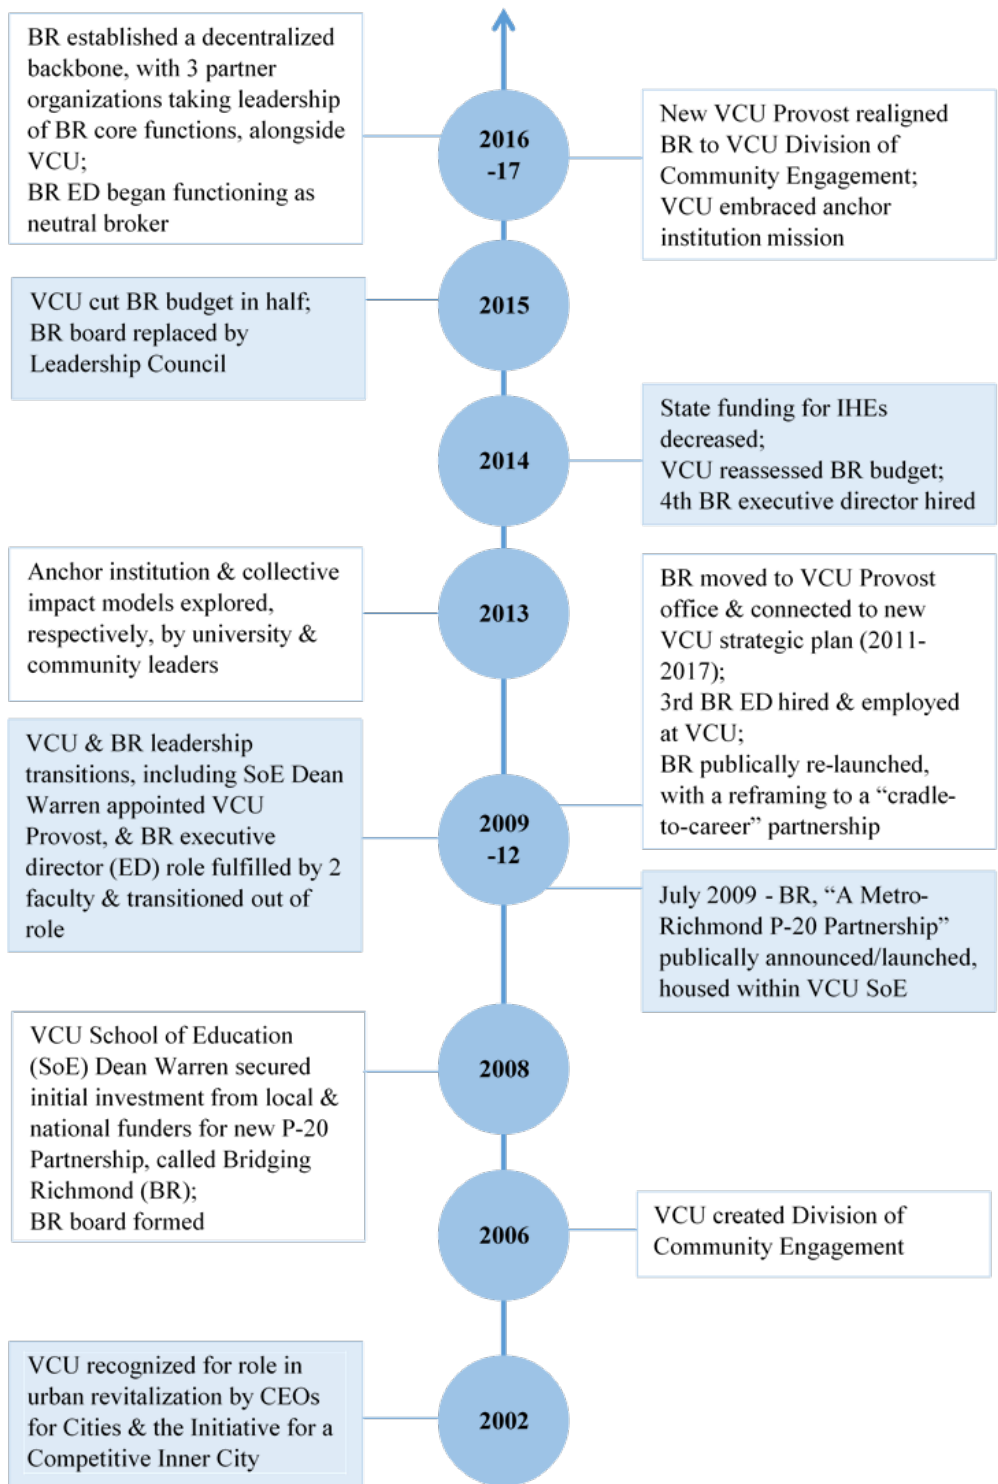 BR established a decentralized
backbone, with 3 partner
organizations taking leadership
of BR core functions, alongside
VCU;
BR ED began functioning as
neutral broker
2016
-17
New VCU Provost realigned
BR to VCU Division of
Community Engagement;
VCU embraced anchor
institution mission
VCU cut BR budget in half;
BR board replaced by
Leadership Council
2015
2014
State funding for IHEs
decreased;
VCU reassessed BR budget;
4th BR executive director hired
Anchor institution & collective
impact models explored,
respectively, by university &
community leaders
2013
BR moved to VCU Provost
office & connected to new
VCU strategic plan (2011-
2017);
3rd BR ED hired & employed
at VCU;
BR publically re-launched,
with a reframing to a “cradle-
to-career” partnership
VCU & BR leadership
transitions, including SoE Dean
Warren appointed VCU
Provost, & BR executive
director (ED) role fulfilled by 2
faculty & transitioned out of
role
2009
-12
July 2009 - BR, “A Metro-
Richmond P-20 Partnership”
publically announced/launched,
housed within VCU SoE
VCU School of Education
(SoE) Dean Warren secured
initial investment from local &
national funders for new P-20
Partnership, called Bridging
Richmond (BR);
BR board formed
2008
2006
VCU created Division of
Community Engagement
VCU recognized for role in
urban revitalization by CEOs
for Cities & the Initiative for a
Competitive Inner City
2002